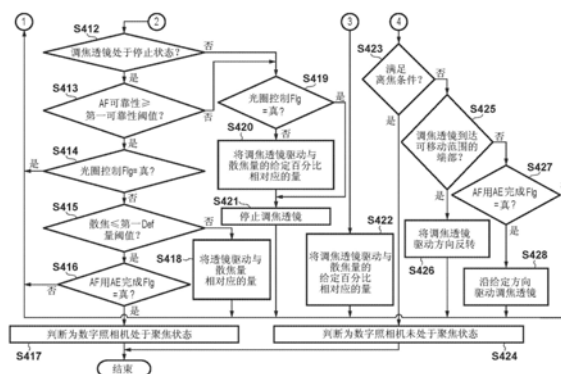 1
2
3
4
S412
调焦透镜处于停止状态?
否
是
S413
AF可靠性≥
第一可靠性阈值?
否
是
S414
光圈控制Flg=真?
是
否
S415
散焦≤第一Def
量阈值?
否
是
S416
AF用AE完成Flg
=真?
否
是
S417
判断为数字照相机处于聚焦状态
结束
S418
将透镜驱动与
散焦量
相对应的量
S419
光圈控制Flg
=真?
是
否
S420
将调焦透镜驱动与
散焦量的给定百分比
相对应的量
S421
停止调焦透镜
S422
将调焦透镜驱动与
散焦量的
给定百分比
相对应的量
S423
满足
离焦条件?
否
是
S424
判断为数字照相机未处于聚焦状态
S425
调焦透镜到达
可移动范围的
端部?
否
是
S426
将调焦透镜
驱动方向反转
S427
AF用AE完成Flg
=真?
否
是
S428
沿给定方向
驱动调焦透镜